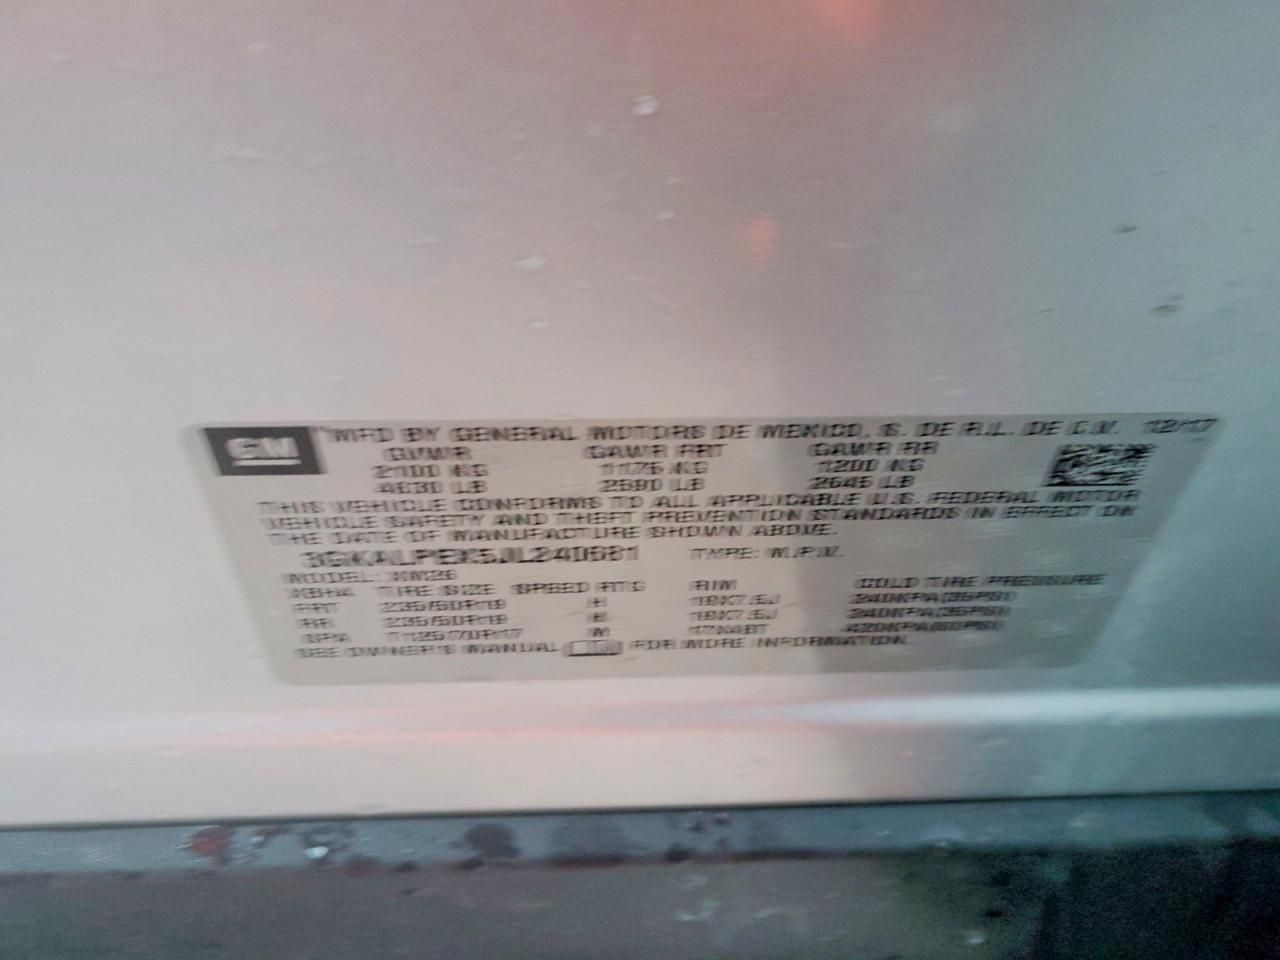 GM
MFD BY GENERAL MOTORS DE MEXICO, S. DE R.L. DE C.V. 12/17
GVWR GAWR FRT GAWR RR
2100 KG 1175 KG 1200 KG
4630 LB 2590 LB 2645 LB
THIS VEHICLE CONFORMS TO ALL APPLICABLE U.S. FEDERAL MOTOR
VEHICLE SAFETY AND THEFT PREVENTION STANDARDS IN EFFECT ON
THE DATE OF MANUFACTURE SHOWN ABOVE.
TYPE: M.P.V.
MODEL: XM26
TIRE SIZE SPEED RTG RIM COLD TIRE PRESSURE
FRT 235/50R19 H 19X7.5J 240KPA(35PSI)
RR 235/50R19 H 19X7.5J 240KPA(35PSI)
SPA T125/70R17 M 17X4BT 420KPA(60PSI)
SEE OWNER'S MANUAL FOR MORE INFORMATION.